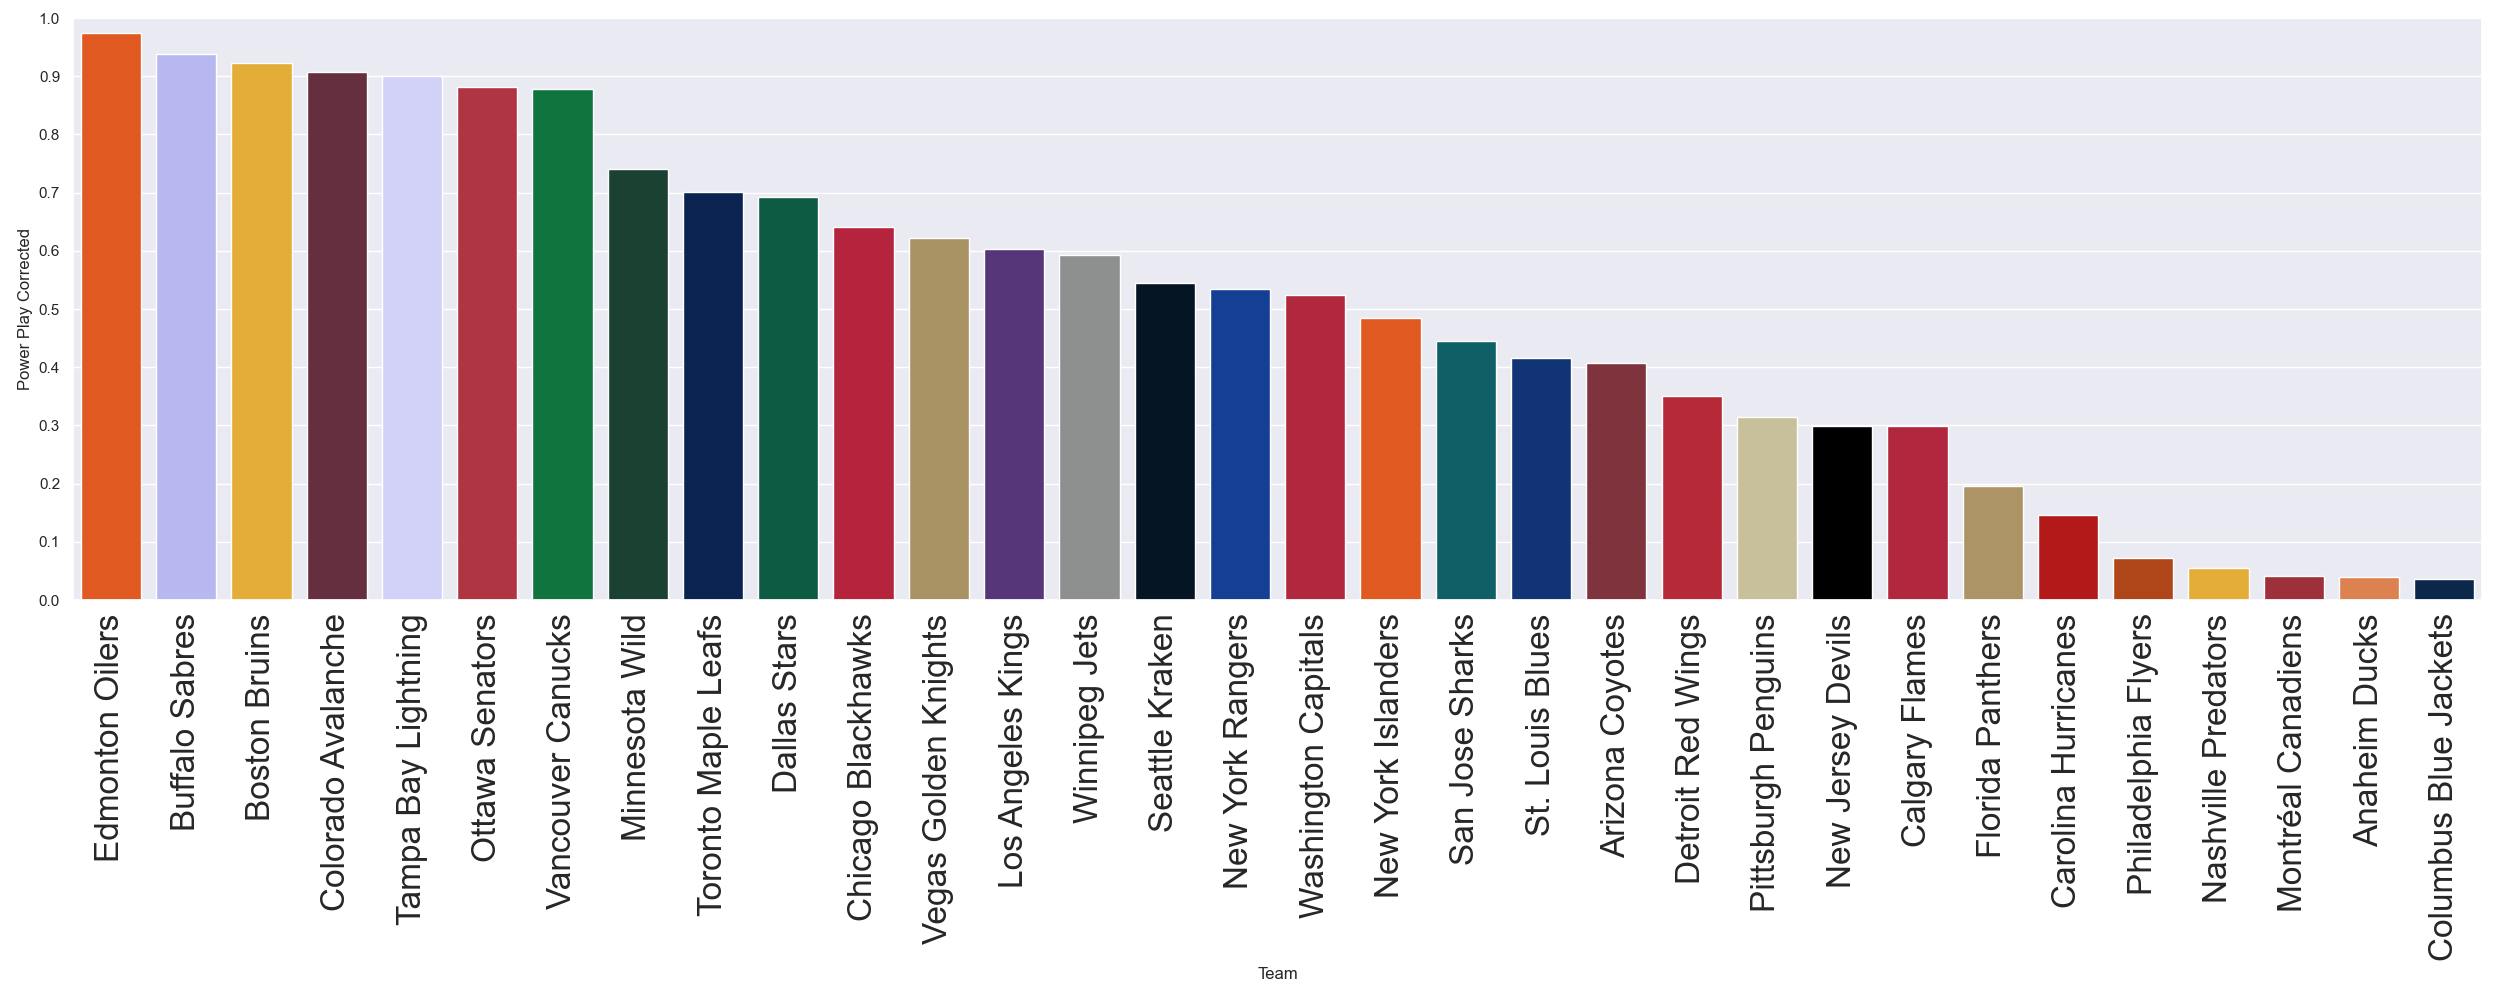 1.0
0.9
0.8
0.7
0.6
0.5
0.4
0.3
0.2
0.1
0.0
Power Play Corrected
Edmonton Oilers
Buffalo Sabres
Boston Bruins
Colorado Avalanche
Tampa Bay Lightning
Ottawa Senators
Vancouver Canucks
Minnesota Wild
Toronto Maple Leafs
Dallas Stars
Chicago Blackhawks
Vegas Golden Knights
Los Angeles Kings
Winnipeg Jets
Seattle Kraken
New York Rangers
Washington Capitals
New York Islanders
San Jose Sharks
St. Louis Blues
Arizona Coyotes
Detroit Red Wings
Pittsburgh Penguins
New Jersey Devils
Calgary Flames
Florida Panthers
Carolina Hurricanes
Philadelphia Flyers
Nashville Predators
Montréal Canadiens
Anaheim Ducks
Columbus Blue Jackets
Team